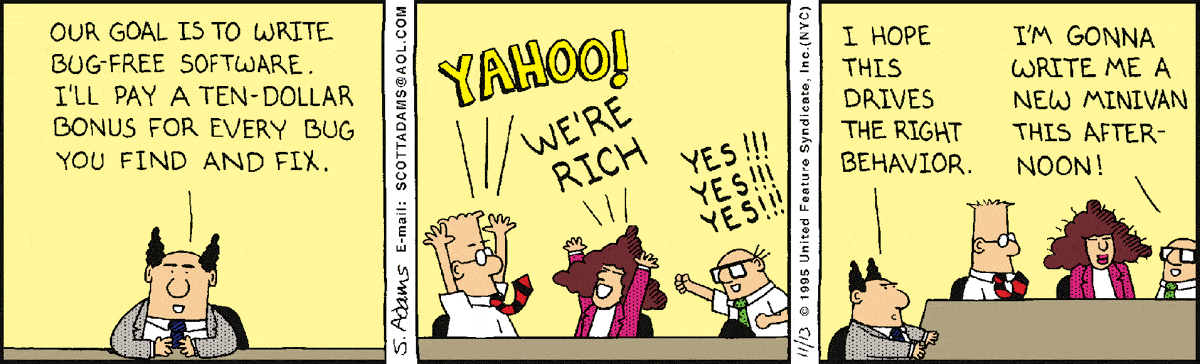 OUR GOAL IS TO WRITE
BUG-FREE SOFTWARE.
I'LL PAY A TEN-DOLLAR
BONUS FOR EVERY BUG
YOU FIND AND FIX.
S. Adams E-mail: SCOTTADAMS@AOL.COM
YAHOO!
WE'RE
RICH
YES!!!
YES!!!
YES!!!
11/3 © 1995 United Feature Syndicate, Inc.(NYC)
I HOPE
THIS
DRIVES
THE RIGHT
BEHAVIOR.
I'M GONNA
WRITE ME A
NEW MINIVAN
THIS AFTER-
NOON!